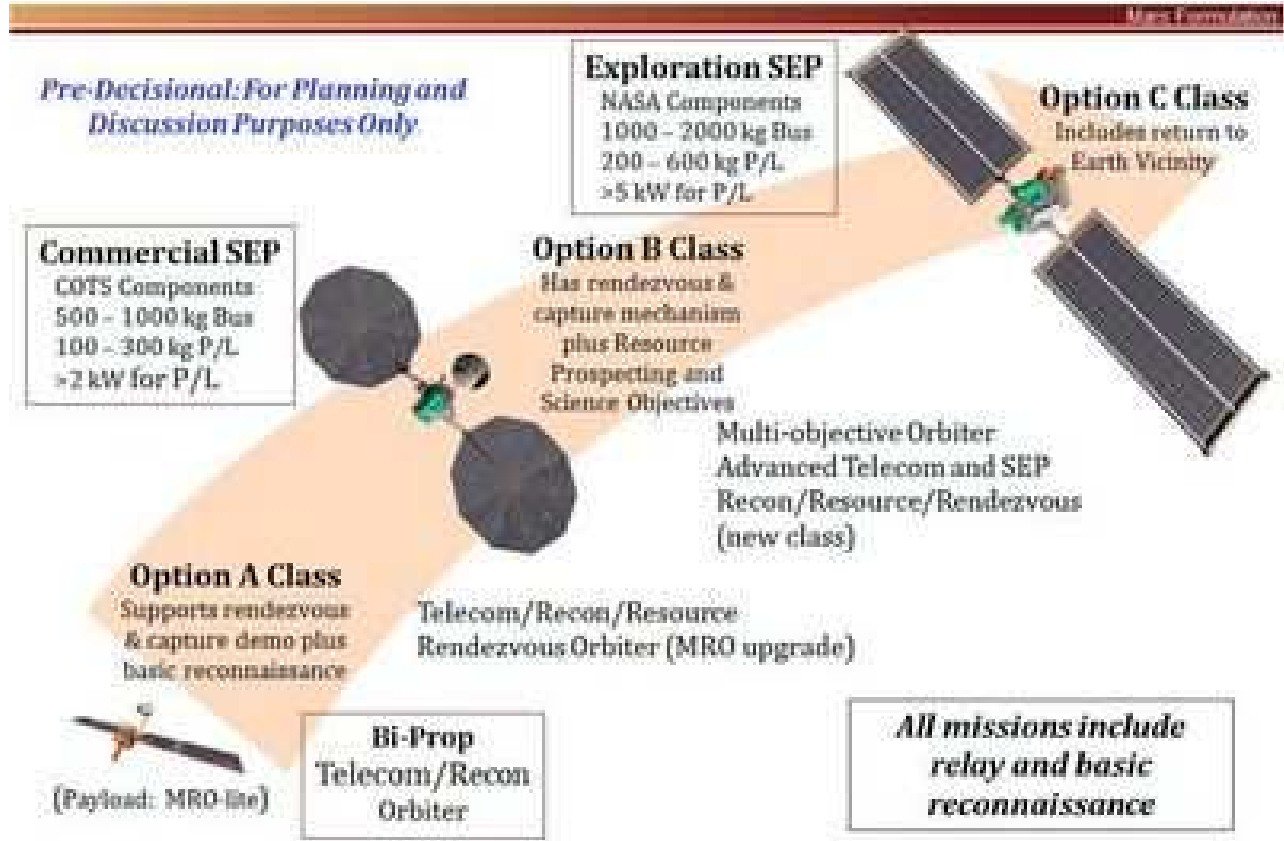 Mars Formulation
Pre-Decisional: For Planning and
Discussion Purposes Only
Exploration SEP
NASA Components
1000 – 2000 kg Bus
200 – 600 kg P/L
>5 kW for P/L
Option C Class
Includes return to
Earth Vicinity
Commercial SEP
COTS Components
500 – 1000 kg Bus
100 – 300 kg P/L
>2 kW for P/L
Option B Class
Has rendezvous &
capture mechanism
plus Resource
Prospecting and
Science Objectives
Multi-objective Orbiter
Advanced Telecom and SEP
Recon/Resource/Rendezvous
(new class)
Option A Class
Supports rendezvous
& capture demo plus
basic reconnaissance
Telecom/Recon/Resource
Rendezvous Orbiter (MRO upgrade)
(Payload: MRO-lite)
Bi-Prop
Telecom/Recon
Orbiter
All missions include
relay and basic
reconnaissance